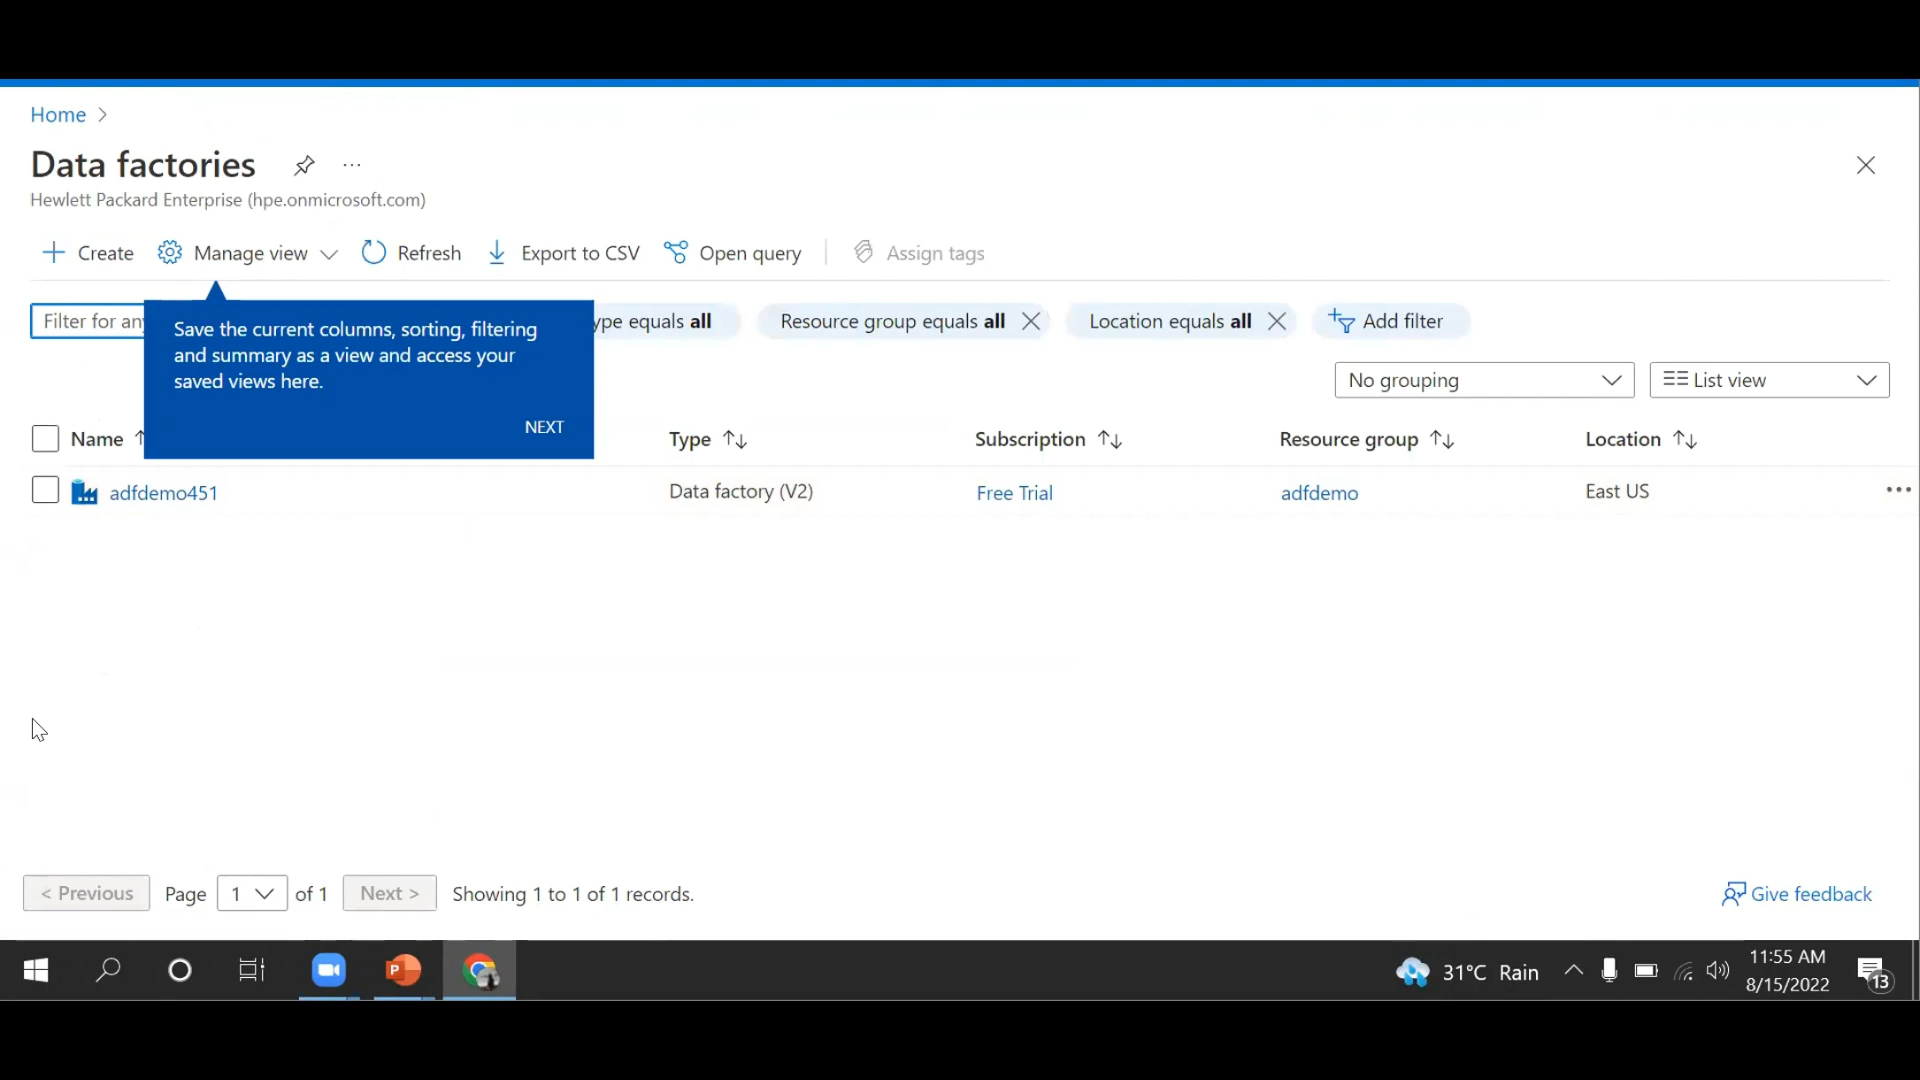 Home
Data factories
Hewlett Packard Enterprise (hpe.onmicrosoft.com)
Create Manage view Refresh Export to CSV Open query Assign tags
Filter for any ype equals all Resource group equals all Location equals all Add filter
Save the current columns, sorting, filtering
and summary as a view and access your
saved views here.
NEXT
No grouping List view
Name Type Subscription Resource group Location
adfdemo451 Data factory (V2) Free Trial adfdemo East US
< Previous Page 1 of 1 Next > Showing 1 to 1 of 1 records. Give feedback
31°C Rain 11:55 AM
8/15/2022
13